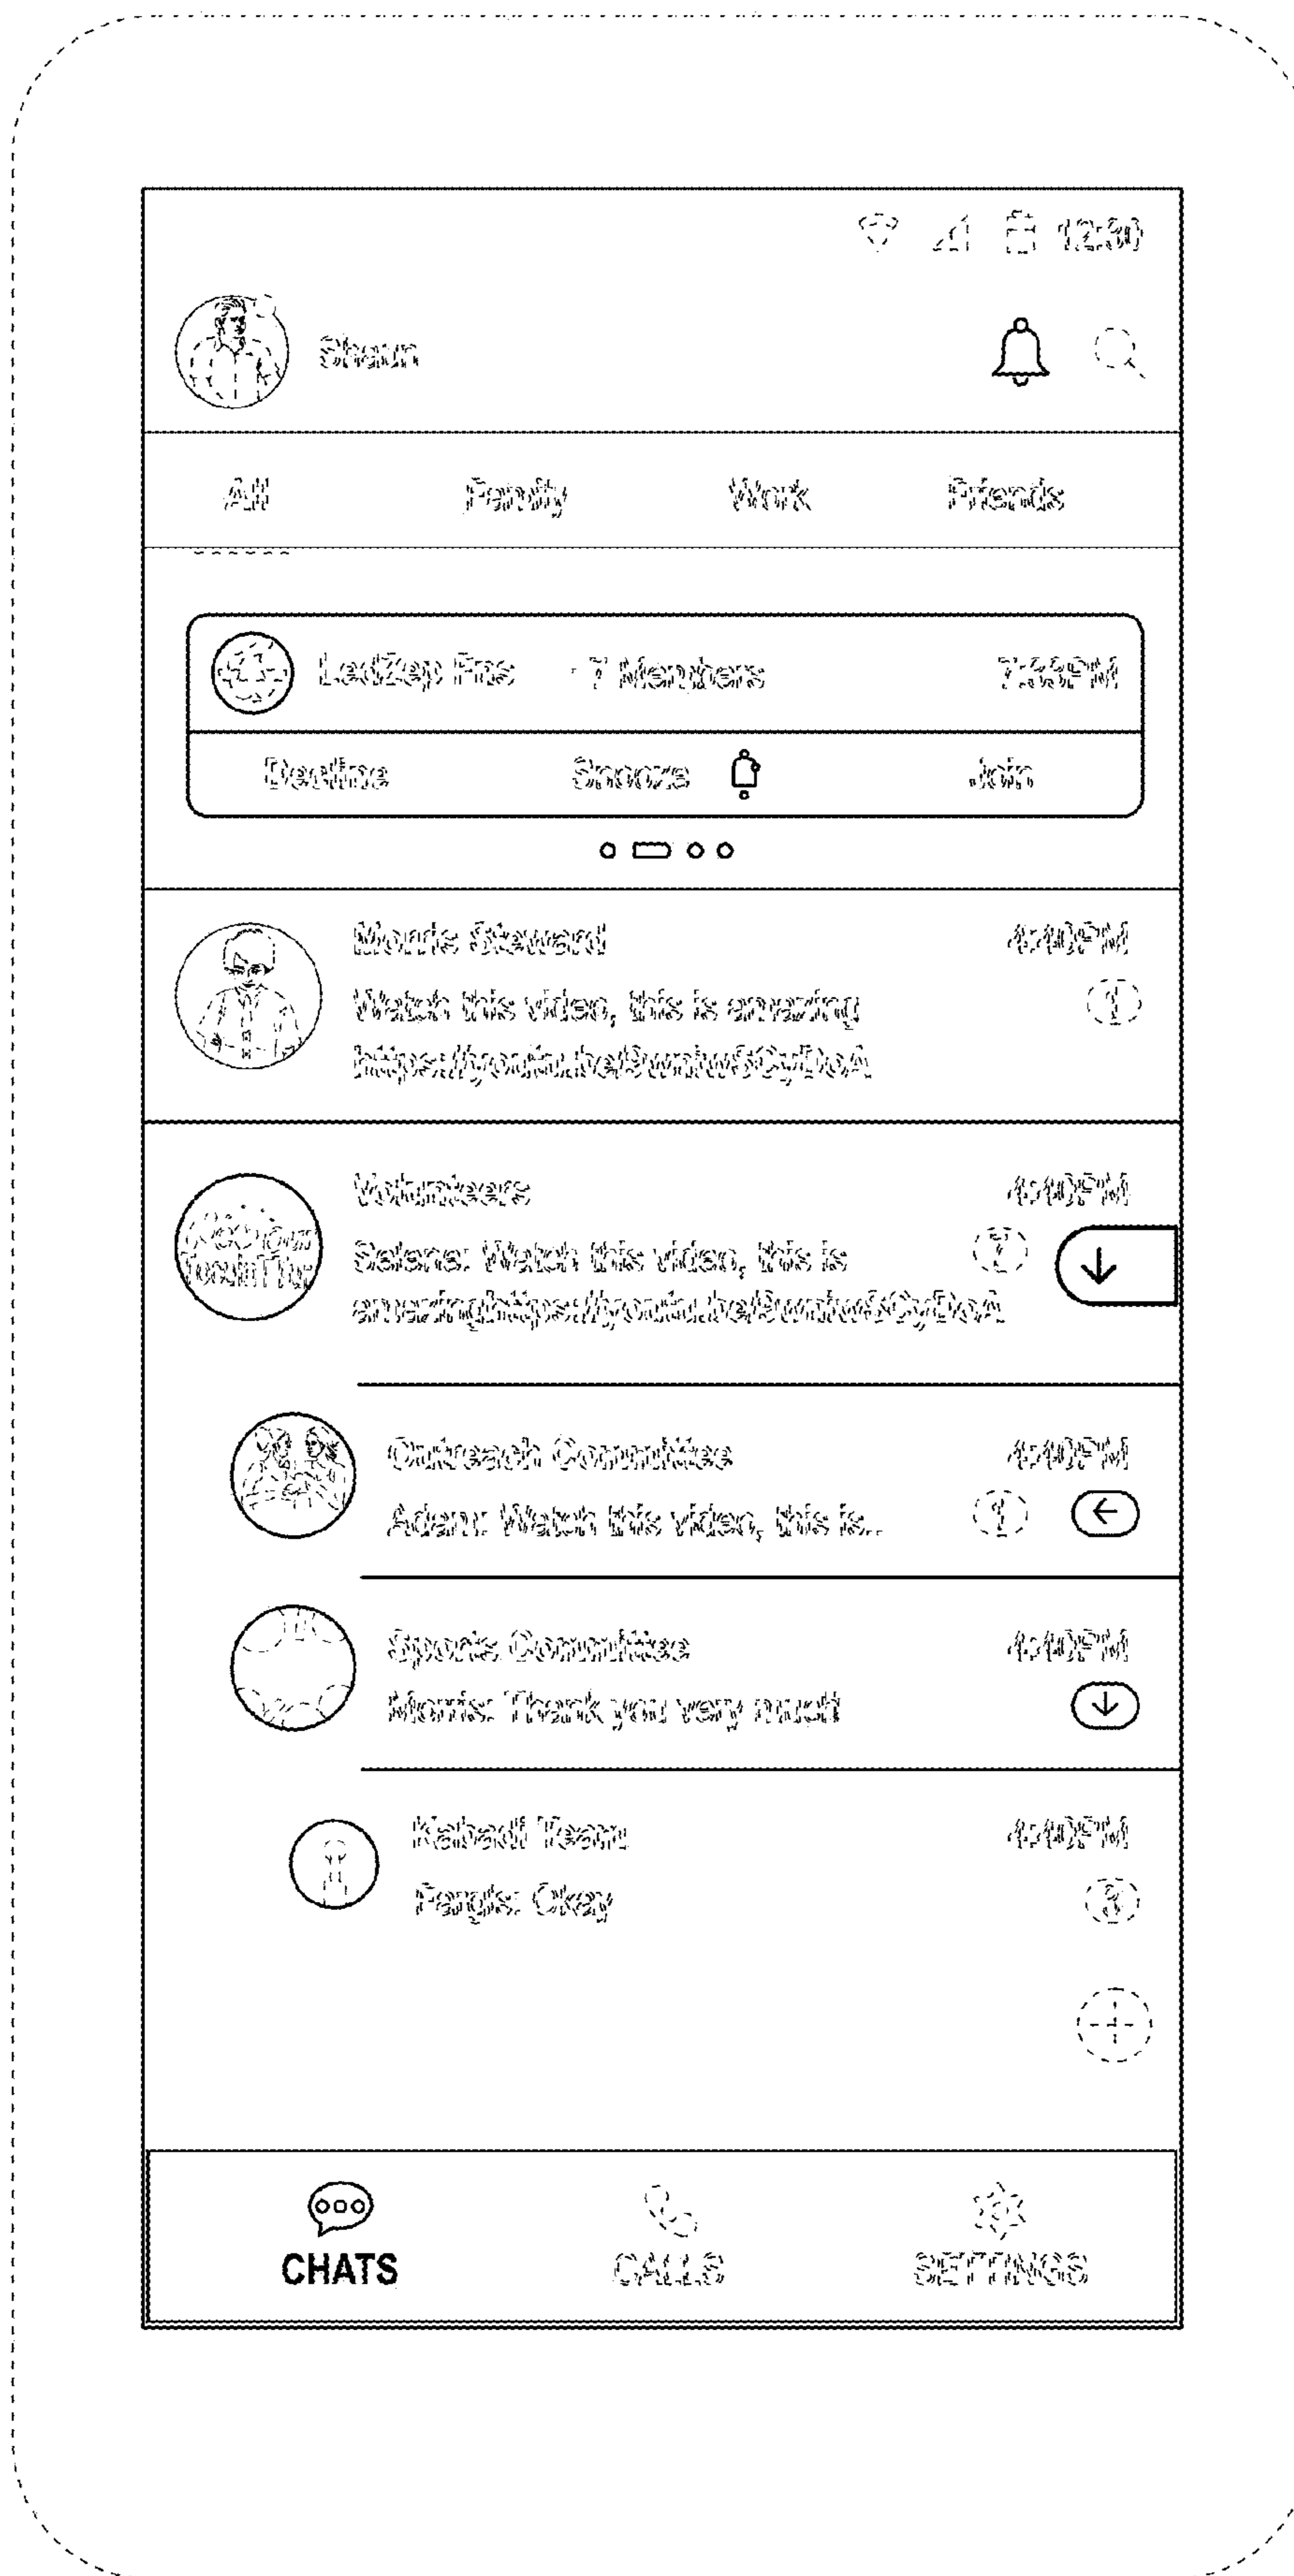 12:30
Shaun
All Family Work Friends
LedZep Fns - 7 Members
Decline Snooze Join
Morris Steward 4:40PM
Watch this video, this is amazing 1
Volunteers 4:40PM
Selena: Watch this video, this is 7
Outreach Committee 4:40PM
Adam: Watch this video, this is.. 1
Sports Committee 4:40PM
Morris: Thank you very much
Kabadi Team 4:40PM
Okay 3
CHATS CALLS SETTINGS